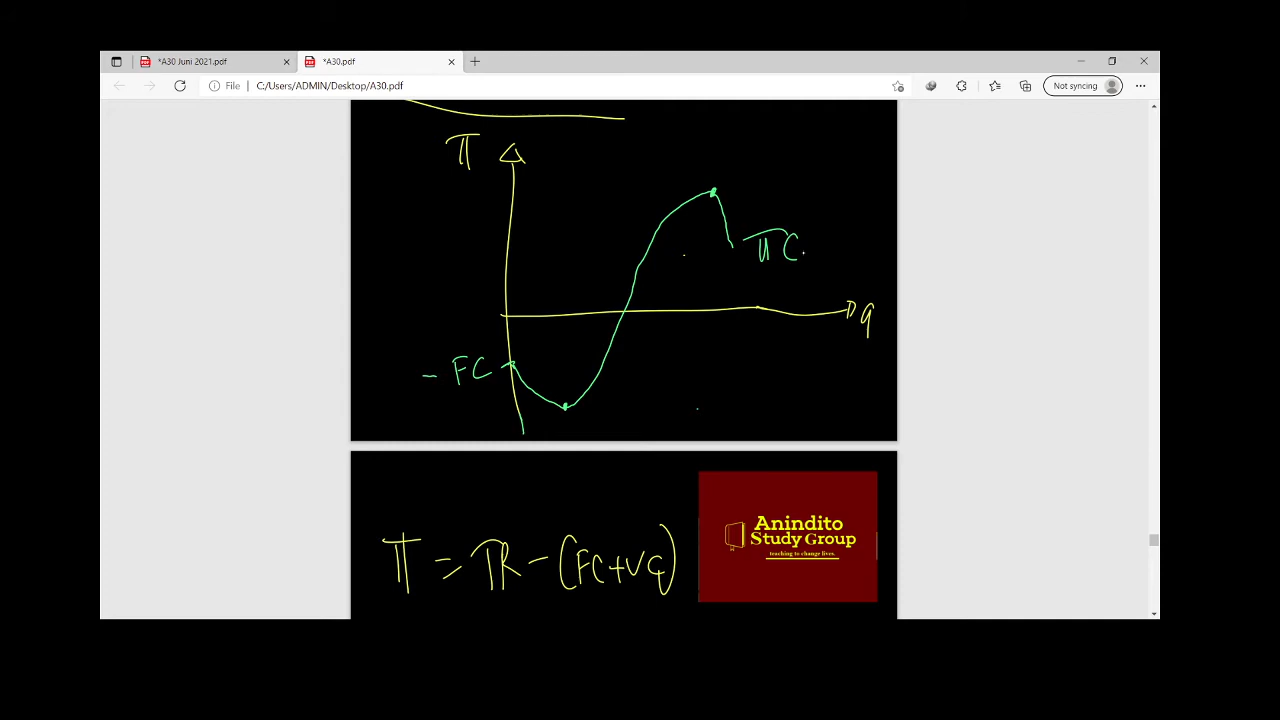 *A30 Juni 2021.pdf
*A30.pdf
File
C:/Users/ADMIN/Desktop/A30.pdf
Not syncing
π
πC
q
- FC
π = TR - (FC + VC)
Anindito
Study Group
teaching to change lives.